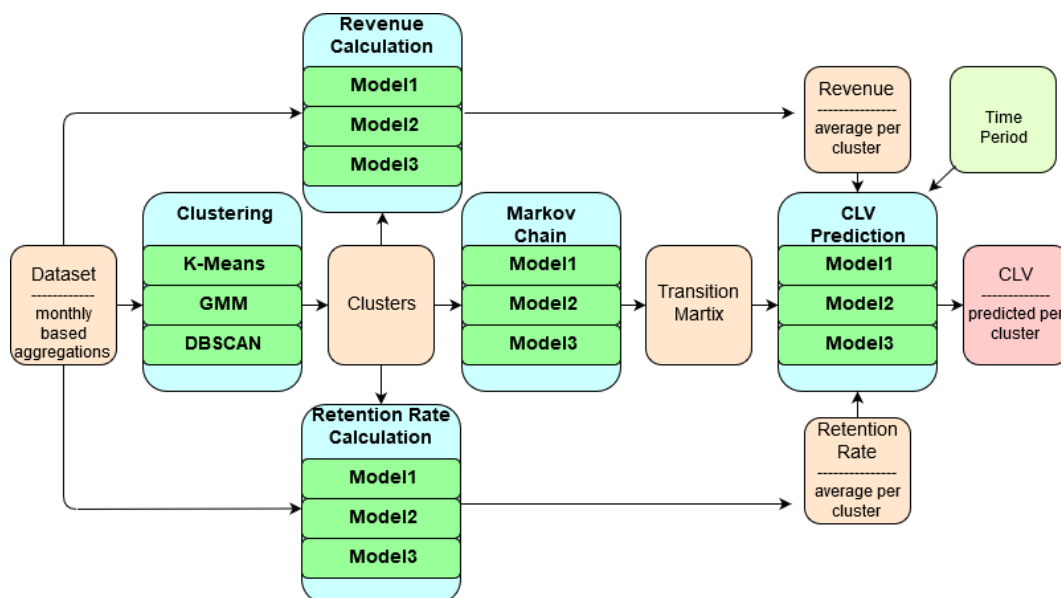 Revenue
Calculation
Model1
Model2
Model3
Revenue
---------------
average per
cluster
Time
Period
Dataset
-------------
monthly
based
aggregations
Clustering
K-Means
GMM
DBSCAN
Clusters
Markov
Chain
Model1
Model2
Model3
Transition
Martix
CLV
Prediction
Model1
Model2
Model3
CLV
-------------
predicted per
cluster
Retention Rate
Calculation
Model1
Model2
Model3
Retention
Rate
---------------
average per
cluster